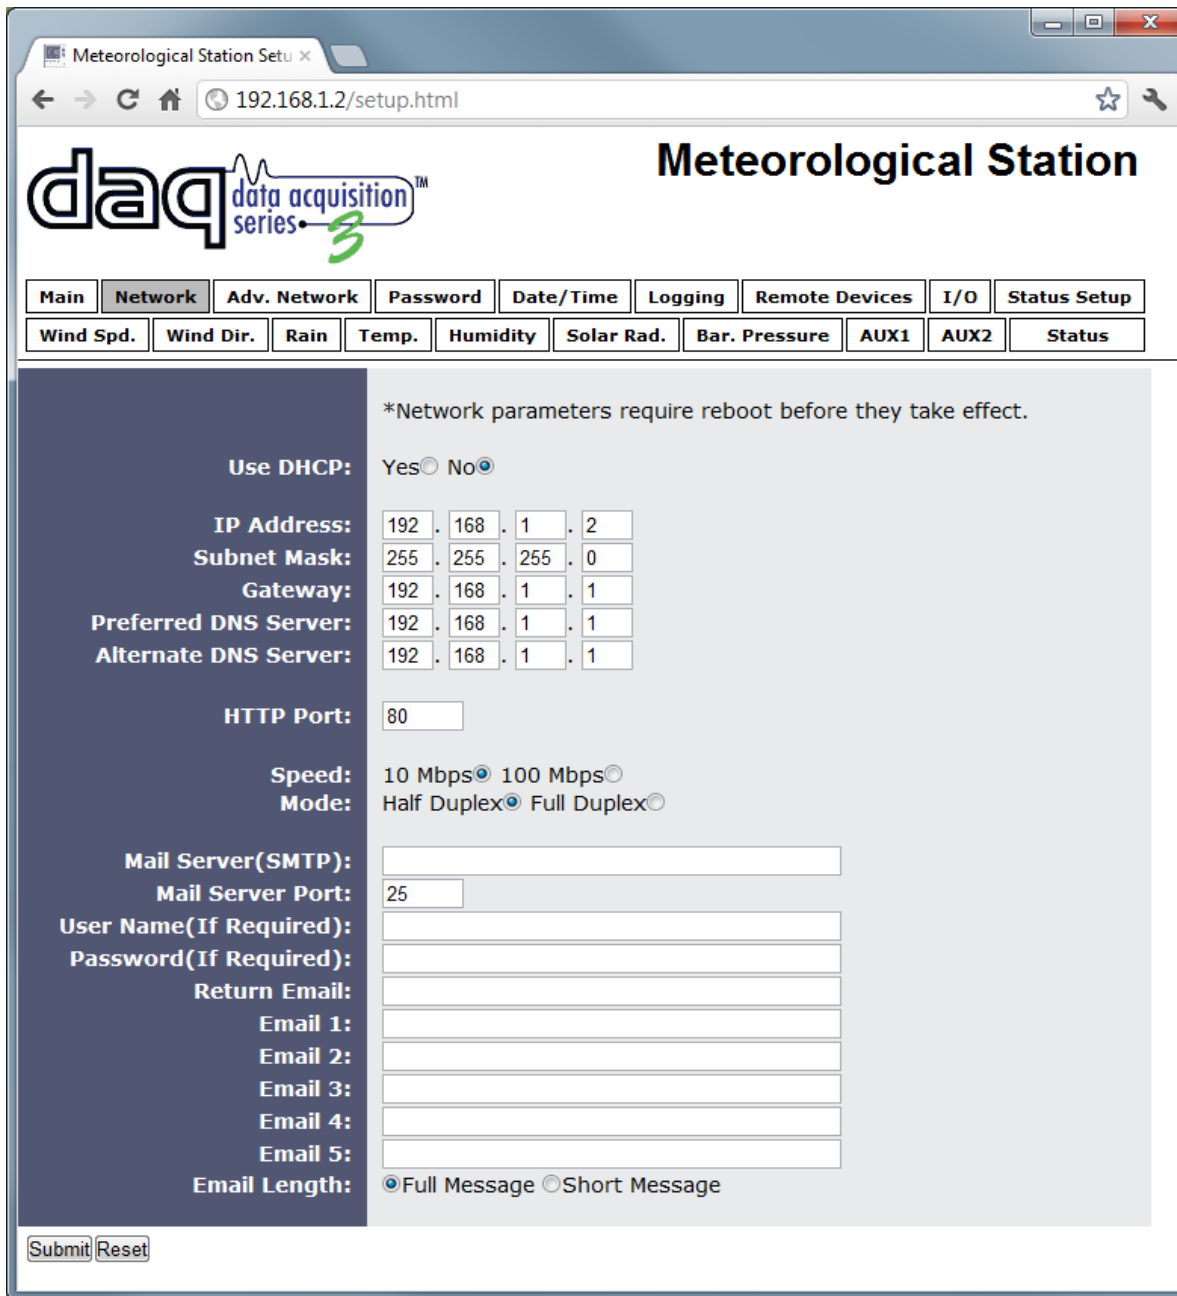 Meteorological Station Setu
192.168.1.2/setup.html
daq data acquisition series 3 ™
Meteorological Station
Main Network Adv. Network Password Date/Time Logging Remote Devices I/O Status Setup
Wind Spd. Wind Dir. Rain Temp. Humidity Solar Rad. Bar. Pressure AUX1 AUX2 Status
*Network parameters require reboot before they take effect.
Use DHCP: Yes No
IP Address: 192 . 168 . 1 . 2
Subnet Mask: 255 . 255 . 255 . 0
Gateway: 192 . 168 . 1 . 1
Preferred DNS Server: 192 . 168 . 1 . 1
Alternate DNS Server: 192 . 168 . 1 . 1
HTTP Port: 80
Speed: 10 Mbps 100 Mbps
Mode: Half Duplex Full Duplex
Mail Server(SMTP):
Mail Server Port: 25
User Name(If Required):
Password(If Required):
Return Email:
Email 1:
Email 2:
Email 3:
Email 4:
Email 5:
Email Length: Full Message Short Message
Submit Reset